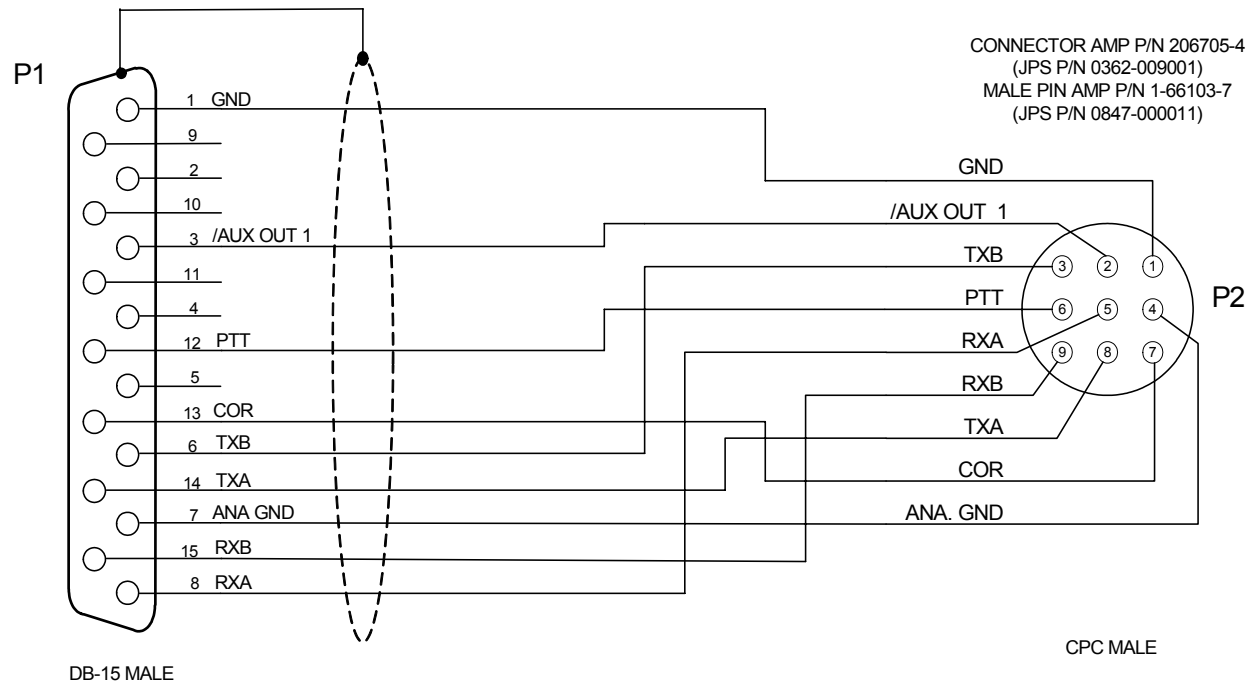 CONNECTOR AMP P/N 206705-4
(JPS P/N 0362-009001)
MALE PIN AMP P/N 1-66103-7
(JPS P/N 0847-000011)
P1
1 GND
9
2
10
3 /AUX OUT 1
11
4
12 PTT
5
13 COR
6 TXB
14 TXA
7 ANA GND
15 RXB
8 RXA
GND
/AUX OUT 1
TXB
PTT
RXA
RXB
TXA
COR
ANA. GND
3 2 1
6 5 4
9 8 7
P2
DB-15 MALE
CPC MALE